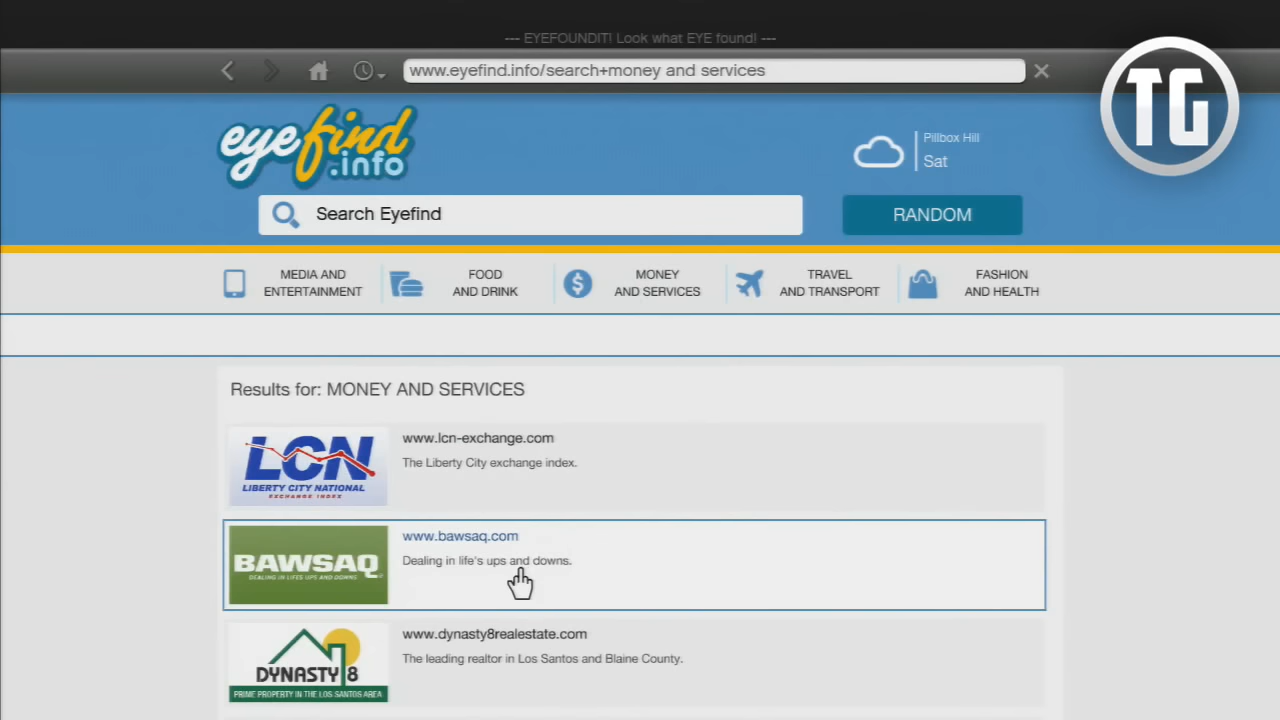 --- EYEFOUNDIT! Look what EYE found! ---
www.eyefind.info/search+money and services
TG
eyefind
.info
Pillbox Hill
Sat
Search Eyefind
RANDOM
MEDIA AND
ENTERTAINMENT
FOOD
AND DRINK
MONEY
AND SERVICES
TRAVEL
AND TRANSPORT
FASHION
AND HEALTH
Results for: MONEY AND SERVICES
LCN
LIBERTY CITY NATIONAL
EXCHANGE INDEX
www.lcn-exchange.com
The Liberty City exchange index.
BAWSAQ
DEALING IN LIFES UPS AND DOWNS
www.bawsaq.com
Dealing in life's ups and downs.
DYNASTY 8
PRIME PROPERTY IN THE LOS SANTOS AREA
www.dynasty8realestate.com
The leading realtor in Los Santos and Blaine County.